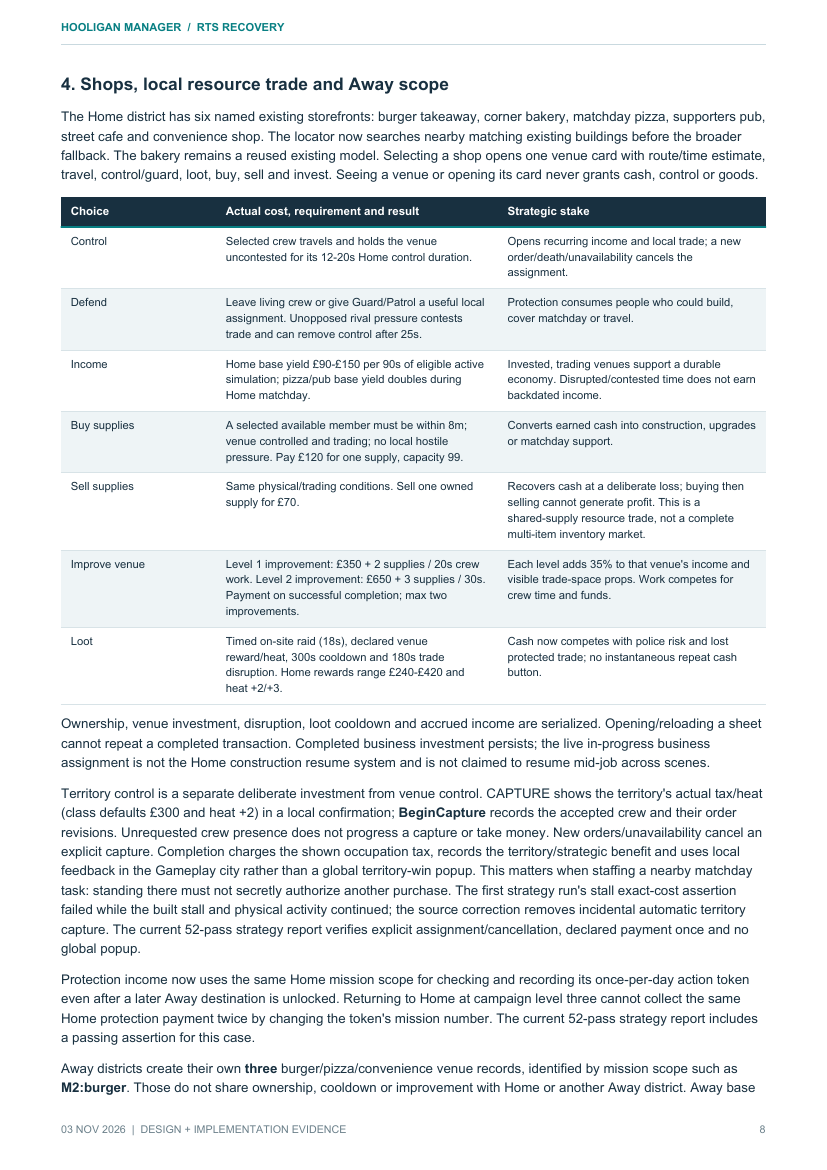 HOOLIGAN MANAGER / RTS RECOVERY
4. Shops, local resource trade and Away scope
The Home district has six named existing storefronts: burger takeaway, corner bakery, matchday pizza, supporters pub,
street cafe and convenience shop. The locator now searches nearby matching existing buildings before the broader
fallback. The bakery remains a reused existing model. Selecting a shop opens one venue card with route/time estimate,
travel, control/guard, loot, buy, sell and invest. Seeing a venue or opening its card never grants cash, control or goods.
Choice
Actual cost, requirement and result
Strategic stake
Control
Selected crew travels and holds the venue
uncontested for its 12-20s Home control duration.
Opens recurring income and local trade; a new
order/death/unavailability cancels the
assignment.
Defend
Leave living crew or give Guard/Patrol a useful local
assignment. Unopposed rival pressure contests
trade and can remove control after 25s.
Protection consumes people who could build,
cover matchday or travel.
Income
Home base yield £90-£150 per 90s of eligible active
simulation; pizza/pub base yield doubles during
Home matchday.
Invested, trading venues support a durable
economy. Disrupted/contested time does not earn
backdated income.
Buy supplies
A selected available member must be within 8m;
venue controlled and trading; no local hostile
pressure. Pay £120 for one supply, capacity 99.
Converts earned cash into construction, upgrades
or matchday support.
Sell supplies
Same physical/trading conditions. Sell one owned
supply for £70.
Recovers cash at a deliberate loss; buying then
selling cannot generate profit. This is a
shared-supply resource trade, not a complete
multi-item inventory market.
Improve venue
Level 1 improvement: £350 + 2 supplies / 20s crew
work. Level 2 improvement: £650 + 3 supplies / 30s.
Payment on successful completion; max two
improvements.
Each level adds 35% to that venue's income and
visible trade-space props. Work competes for
crew time and funds.
Loot
Timed on-site raid (18s), declared venue
reward/heat, 300s cooldown and 180s trade
disruption. Home rewards range £240-£420 and
heat +2/+3.
Cash now competes with police risk and lost
protected trade; no instantaneous repeat cash
button.
Ownership, venue investment, disruption, loot cooldown and accrued income are serialized. Opening/reloading a sheet
cannot repeat a completed transaction. Completed business investment persists; the live in-progress business
assignment is not the Home construction resume system and is not claimed to resume mid-job across scenes.
Territory control is a separate deliberate investment from venue control. CAPTURE shows the territory's actual tax/heat
(class defaults £300 and heat +2) in a local confirmation; BeginCapture records the accepted crew and their order
revisions. Unrequested crew presence does not progress a capture or take money. New orders/unavailability cancel an
explicit capture. Completion charges the shown occupation tax, records the territory/strategic benefit and uses local
feedback in the Gameplay city rather than a global territory-win popup. This matters when staffing a nearby matchday
task: standing there must not secretly authorize another purchase. The first strategy run's stall exact-cost assertion
failed while the built stall and physical activity continued; the source correction removes incidental automatic territory
capture. The current 52-pass strategy report verifies explicit assignment/cancellation, declared payment once and no
global popup.
Protection income now uses the same Home mission scope for checking and recording its once-per-day action token
even after a later Away destination is unlocked. Returning to Home at campaign level three cannot collect the same
Home protection payment twice by changing the token's mission number. The current 52-pass strategy report includes
a passing assertion for this case.
Away districts create their own three burger/pizza/convenience venue records, identified by mission scope such as
M2:burger. Those do not share ownership, cooldown or improvement with Home or another Away district. Away base
03 NOV 2026 | DESIGN + IMPLEMENTATION EVIDENCE
8